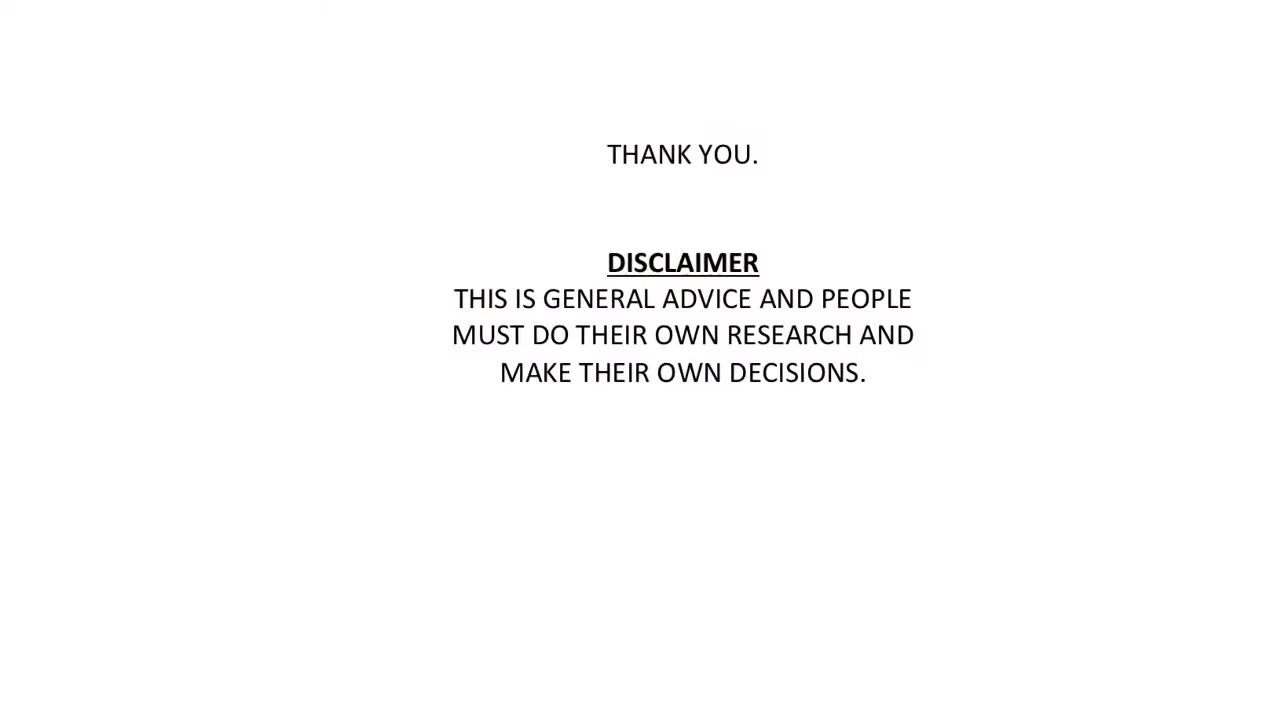 THANK YOU.
DISCLAIMER
THIS IS GENERAL ADVICE AND PEOPLE
MUST DO THEIR OWN RESEARCH AND
MAKE THEIR OWN DECISIONS.